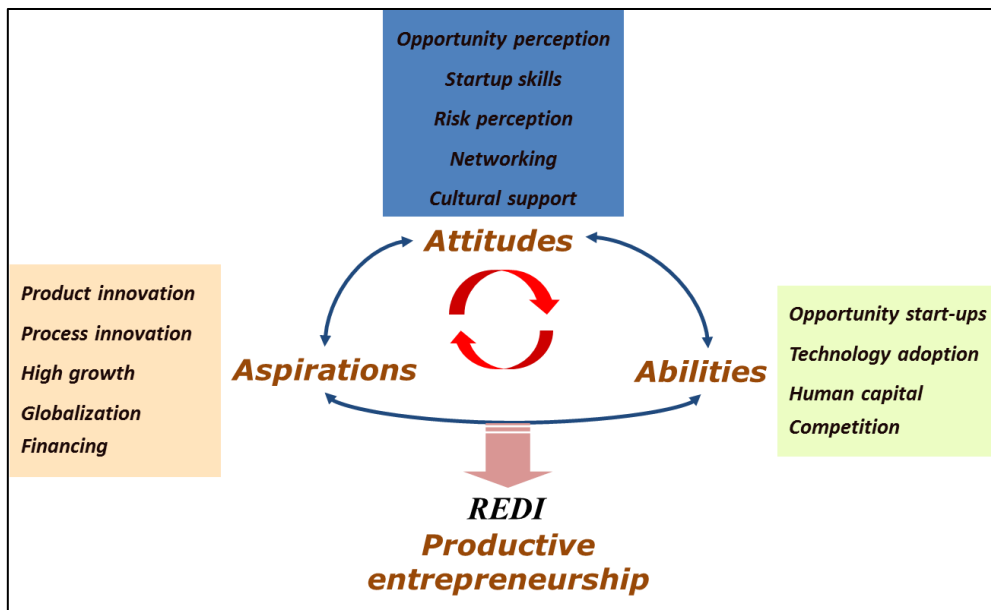 Opportunity perception
Startup skills
Risk perception
Networking
Cultural support
Attitudes
Product innovation
Process innovation
High growth
Globalization
Financing
Aspirations
Abilities
Opportunity start-ups
Technology adoption
Human capital
Competition
REDI
Productive
entrepreneurship